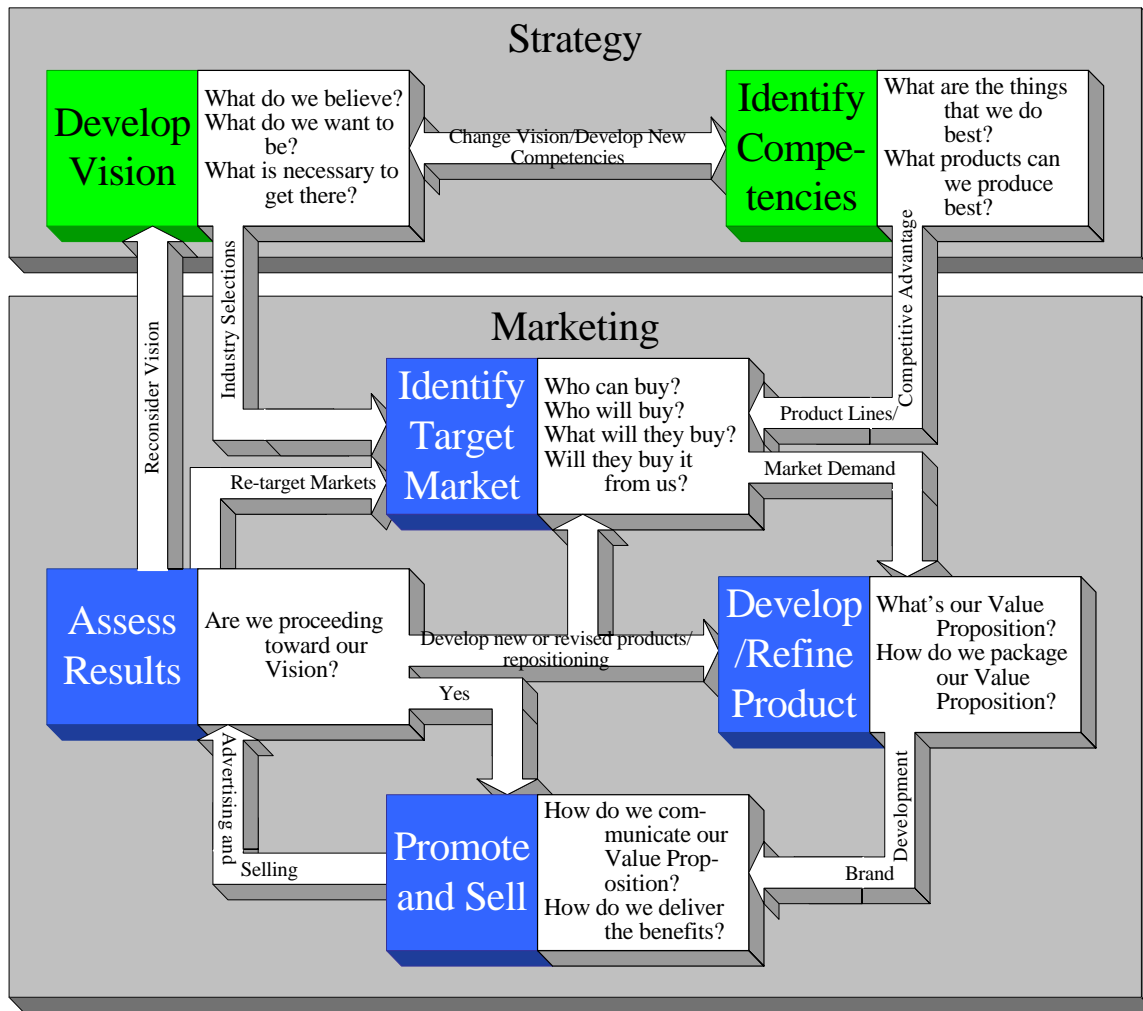 Strategy
Develop
Vision
What do we believe?
What do we want to
be?
What is necessary to
get there?
Change Vision/Develop New
Competencies
Identify
Compe-
tencies
What are the things
that we do
best?
What products can
we produce
best?
Reconsider Vision
Industry Selections
Competitive Advantage
Product Lines/
Marketing
Identify
Target
Market
Who can buy?
Who will buy?
What will they buy?
Will they buy it
from us?
Re-target Markets
Market Demand
Assess
Results
Are we proceeding
toward our
Vision?
Develop new or revised products/
repositioning
Yes
Develop
/Refine
Product
What’s our Value
Proposition?
How do we package
our Value
Proposition?
Advertising and
Selling
Promote
and Sell
How do we com-
municate our
Value Prop-
osition?
How do we deliver
the benefits?
Brand
Development